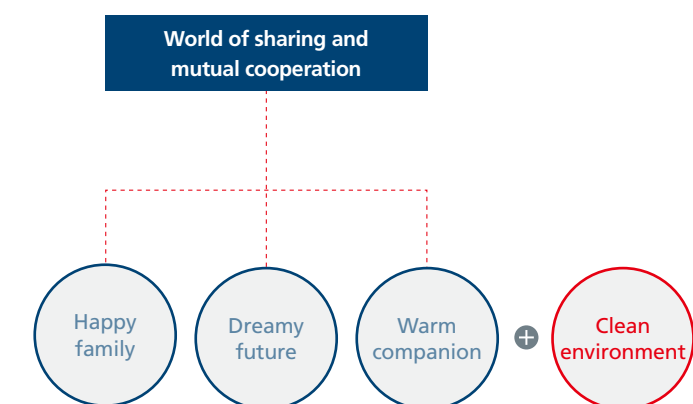 World of sharing and
mutual cooperation
Happy
family
Dreamy
future
Warm
companion
+
Clean
environment